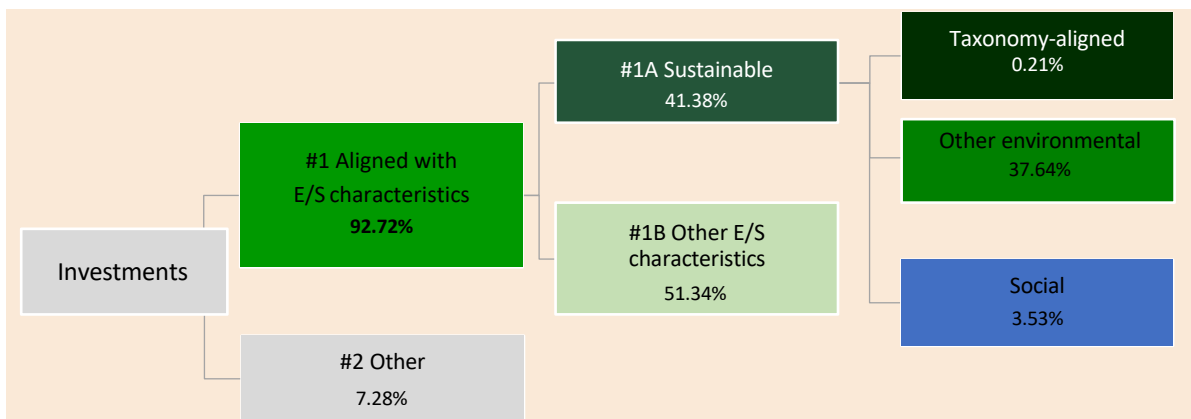 Investments
#1 Aligned with
E/S characteristics
92.72%
#2 Other
7.28%
#1A Sustainable
41.38%
#1B Other E/S
characteristics
51.34%
Taxonomy-aligned
0.21%
Other environmental
37.64%
Social
3.53%